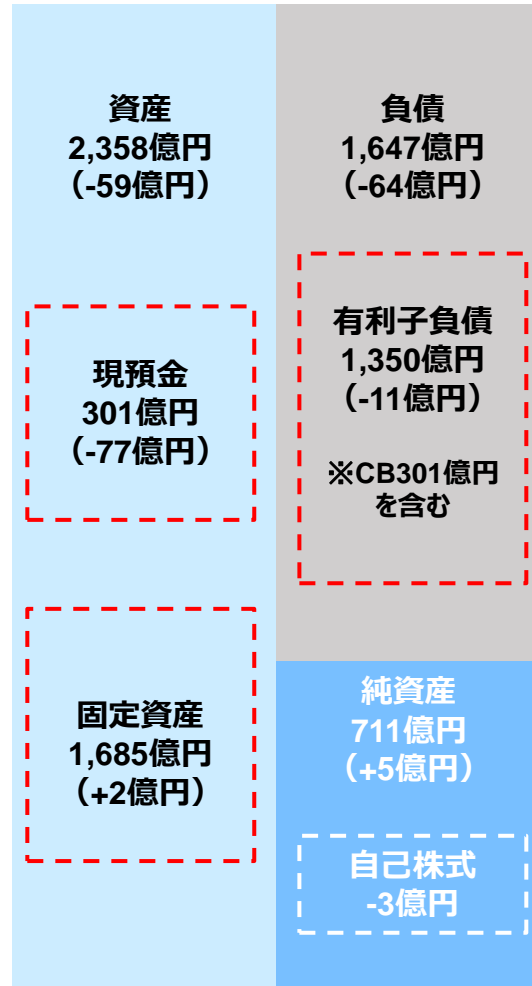 資産
2,358億円
（-59億円）
現預金
301億円
（-77億円）
固定資産
1,685億円
（+2億円）
負債
1,647億円
（-64億円）
有利子負債
1,350億円
（-11億円）
※CB301億円
を含む
純資産
711億円
（+5億円）
自己株式
-3億円